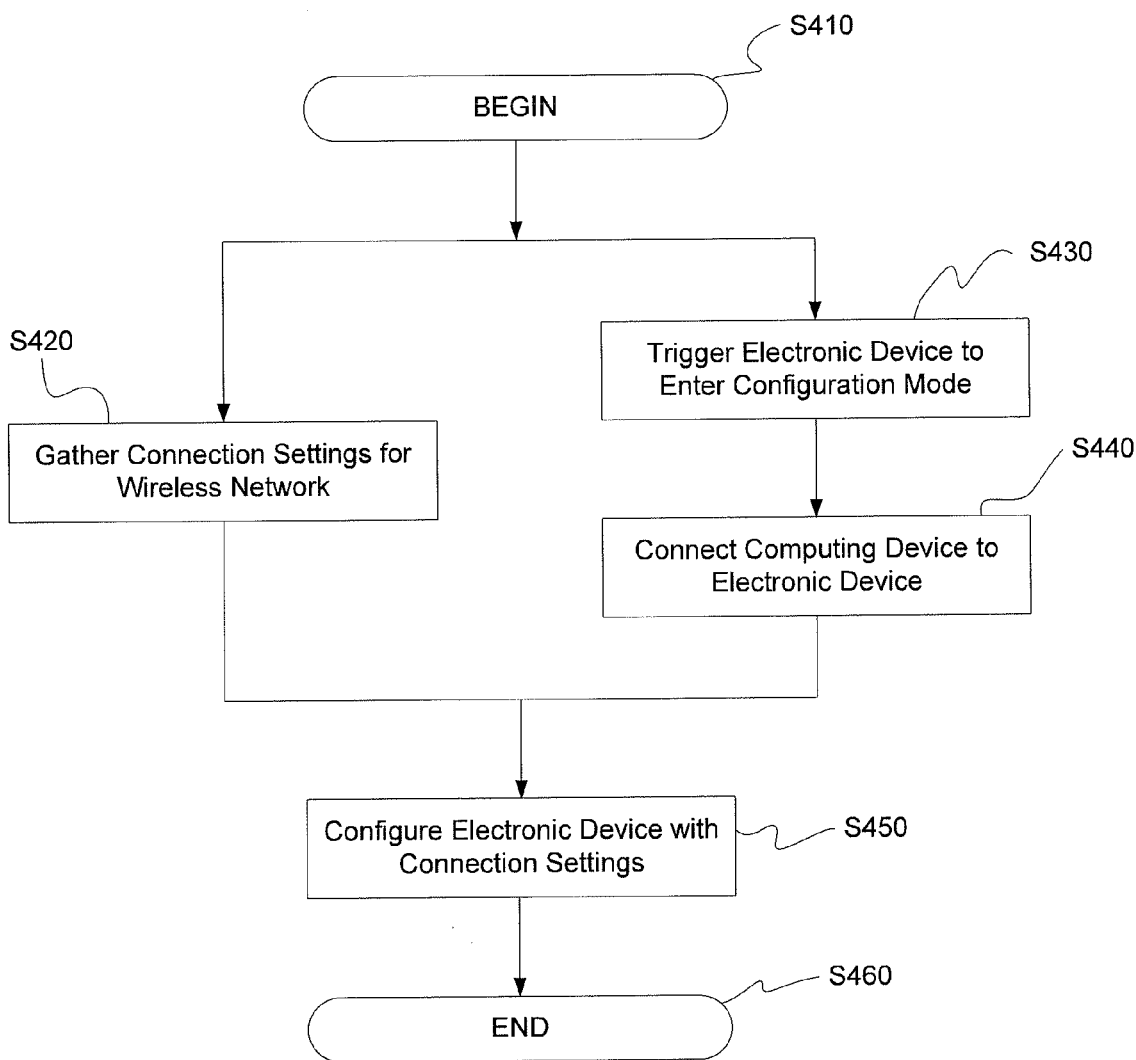 S410
BEGIN
S430
Trigger Electronic Device to
Enter Configuration Mode
S420
Gather Connection Settings for
Wireless Network
S440
Connect Computing Device to
Electronic Device
Configure Electronic Device with
Connection Settings
S450
S460
END